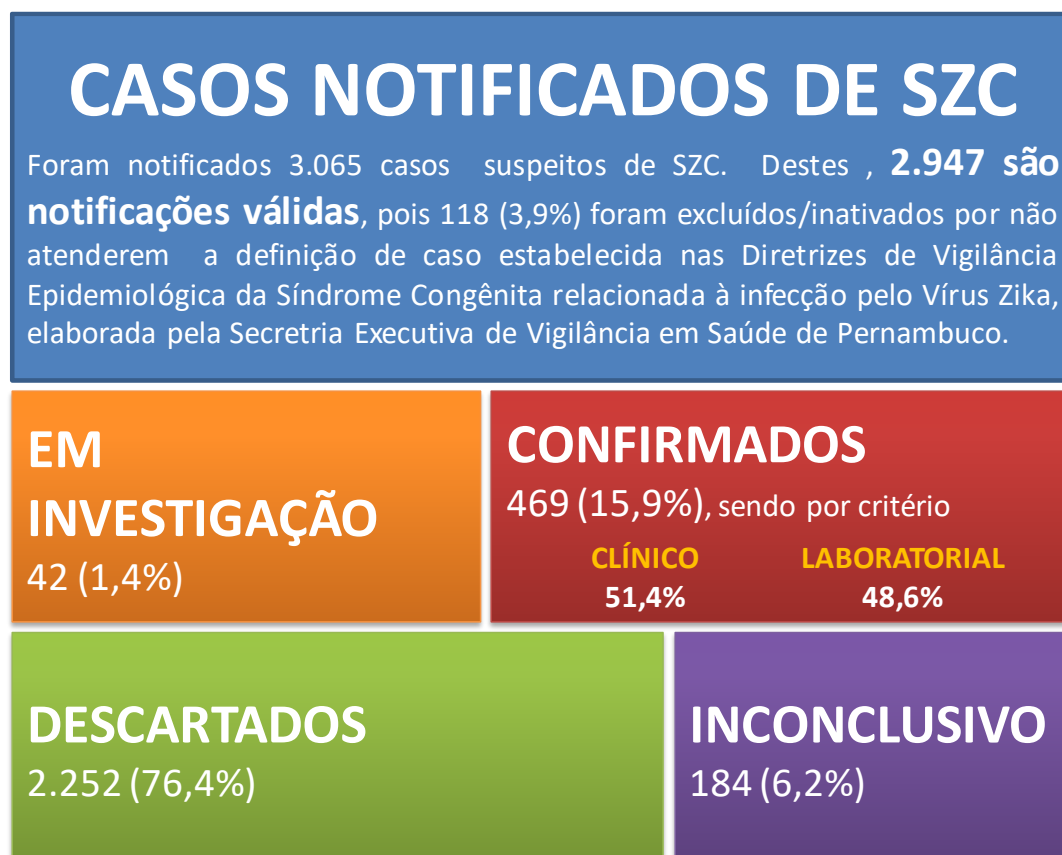 CASOS NOTIFICADOS DE SZC
Foram notificados 3.065 casos suspeitos de SZC. Destes , 2.947 são
notificações válidas, pois 118 (3,9%) foram excluídos/inativados por não
atenderem a definição de caso estabelecida nas Diretrizes de Vigilância
Epidemiológica da Síndrome Congênita relacionada à infecção pelo Vírus Zika,
elaborada pela Secretria Executiva de Vigilância em Saúde de Pernambuco.
EM
INVESTIGAÇÃO
42 (1,4%)
CONFIRMADOS
469 (15,9%), sendo por critério
CLÍNICO LABORATORIAL
51,4% 48,6%
DESCARTADOS
2.252 (76,4%)
INCONCLUSIVO
184 (6,2%)